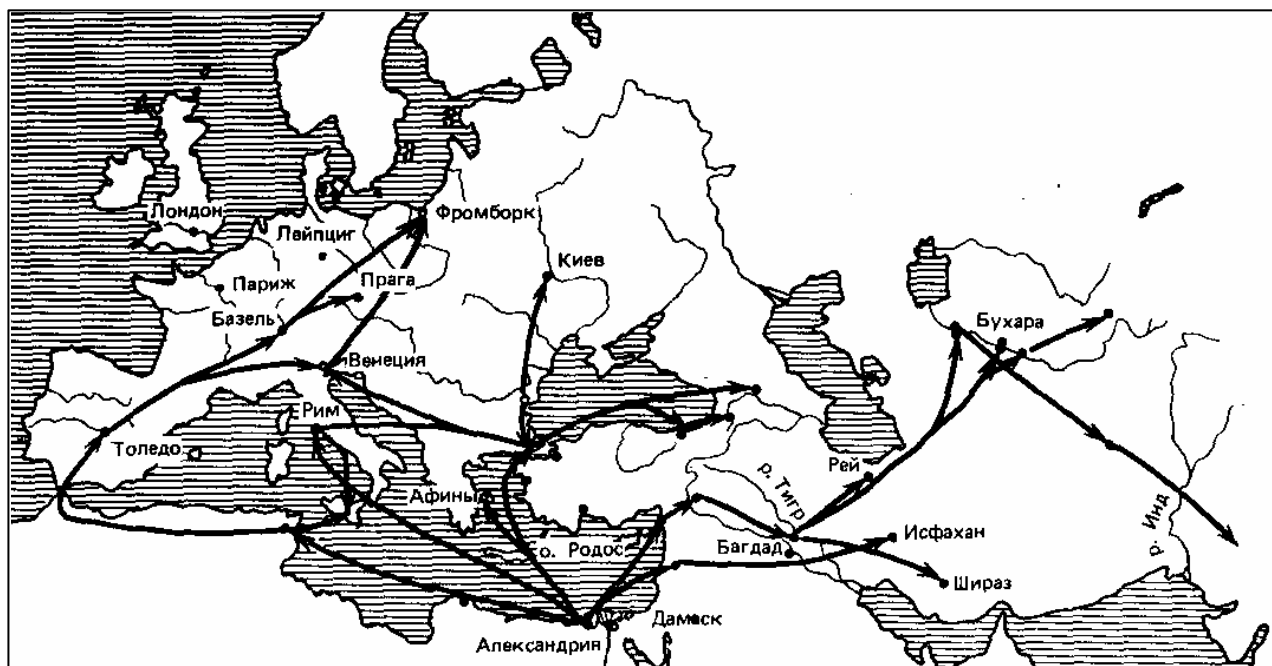 Лондон
Фромборк
Лейпциг
Киев
Париж
Прага
Базель
Бухара
Венеция
Рим
Толедо
Рей
р. Тигр
р. Инд
Афины
о. Родос
Багдад
Исфахан
Шираз
Дамаск
Александрия